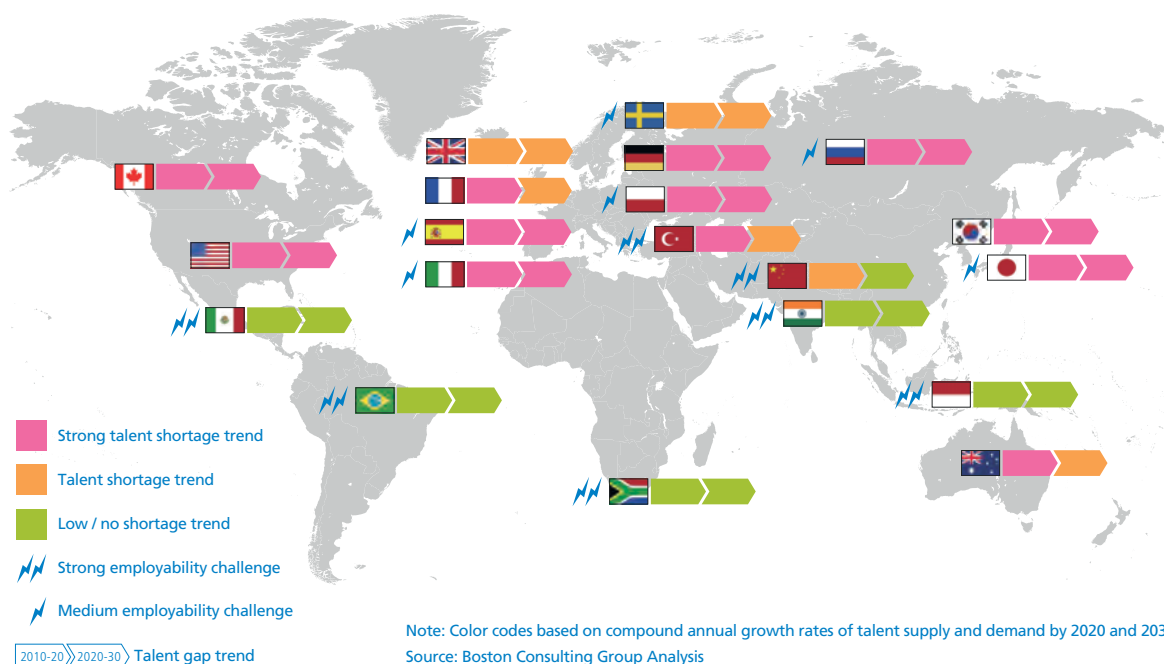 Strong talent shortage trend
Talent shortage trend
Low / no shortage trend
Strong employability challenge
Medium employability challenge
2010-20 2020-30 Talent gap trend
Note: Color codes based on compound annual growth rates of talent supply and demand by 2020 and 203
Source: Boston Consulting Group Analysis